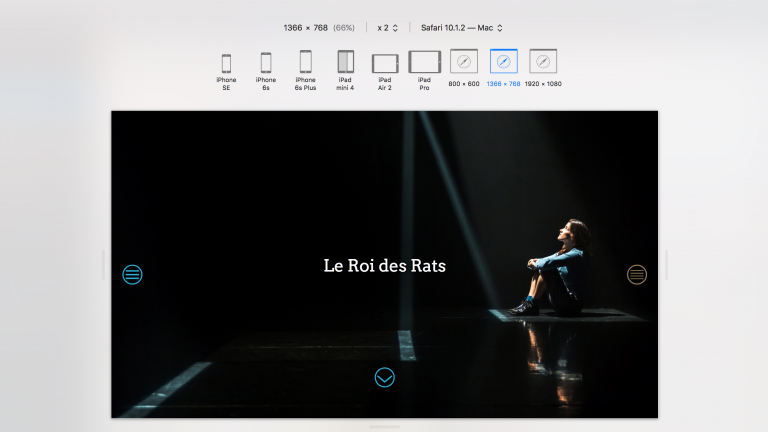 1366 × 768 (66%) x 2 Safari 10.1.2 — Mac
iPhone SE
iPhone 6s
iPhone 6s Plus
iPad mini 4
iPad Air 2
iPad Pro
800 × 600
1366 × 768
1920 × 1080
Le Roi des Rats